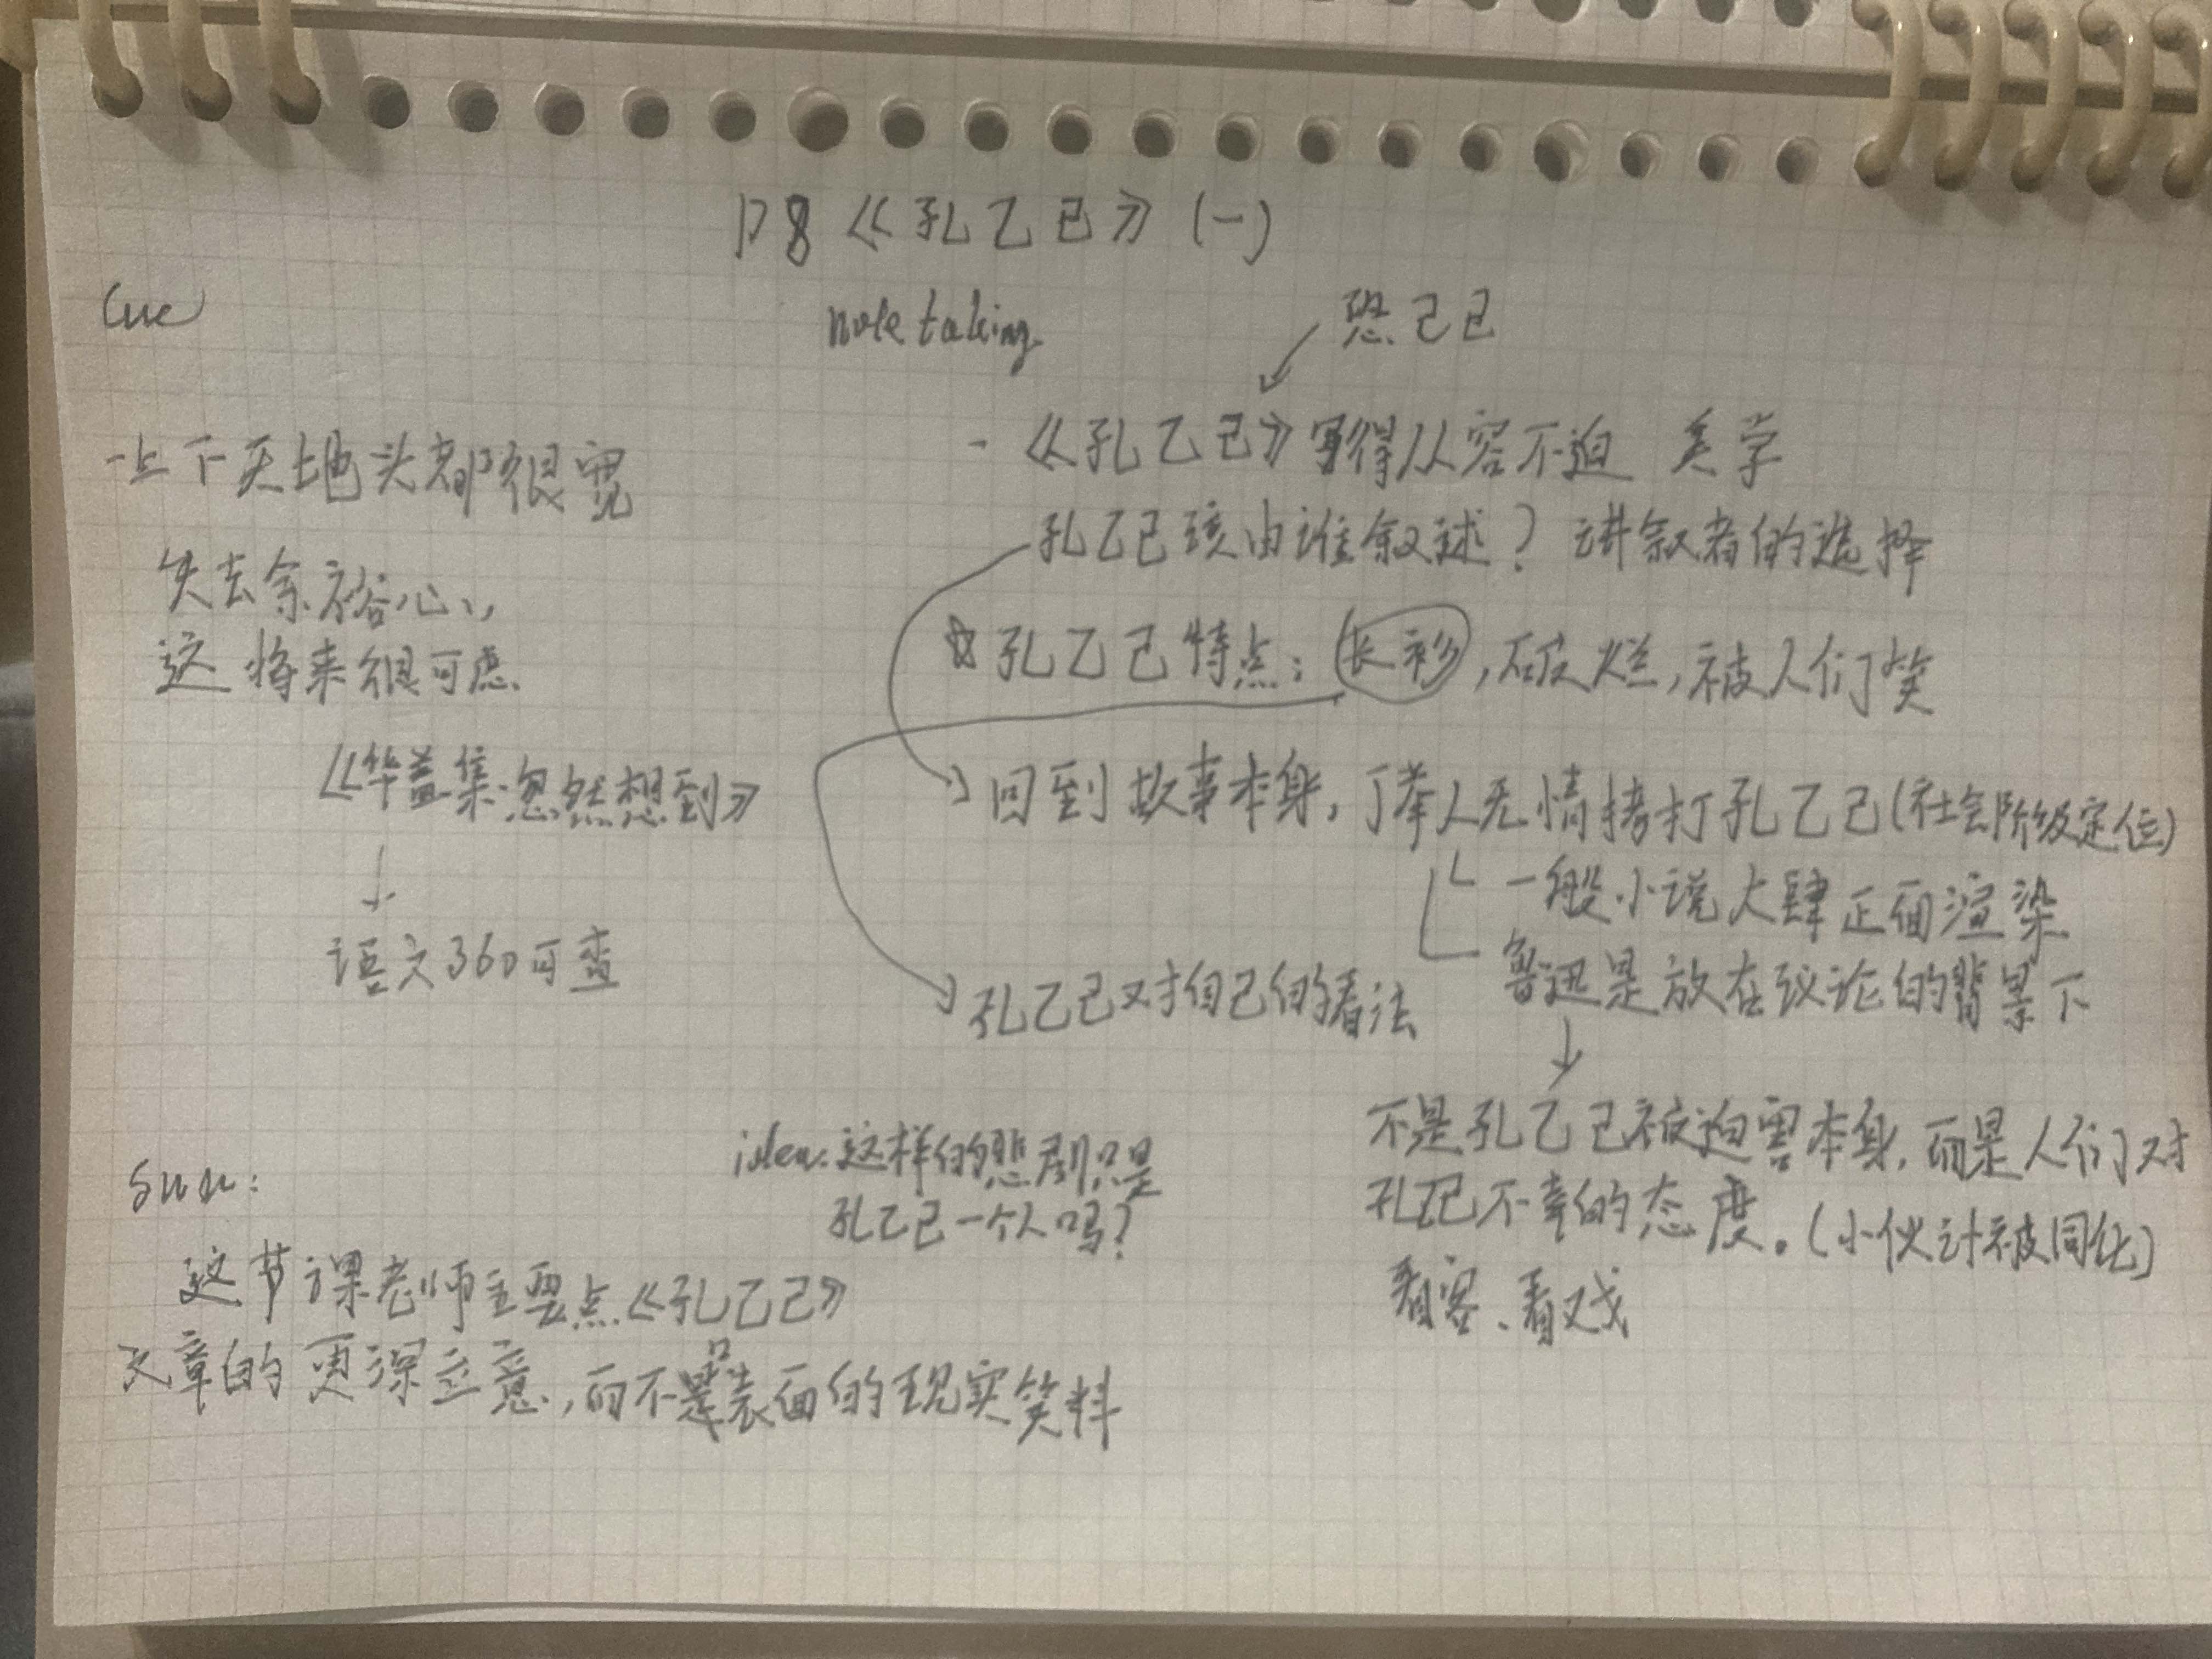 D8《孔乙己》(一)
Cue
note taking
恐己已
-上下天地头都很宽
失去余裕心,
这将来很可虑.
《华盖集·忽然想到》
语文360可查
-《孔乙己》写得从容不迫 美学
孔乙己该由谁叙述? 讲叙者的选择
孔乙己特点:长衫,破烂,被人们笑
回到故事本身,丁举人无情拷打孔乙己(社会阶级定位)
一般小说大肆正面渲染
鲁迅是放在议论的背景下
孔乙己对自己的看法
不是孔乙己被迫害本身,而是人们对
孔乙己不幸的态度。(小伙计被同化)
看客、看戏
idea:这样的悲剧只是
孔乙己一个人吗?
sum:
这节课老师主要点《孔乙己》
文章的更深立意,而不是表面的现实笑料